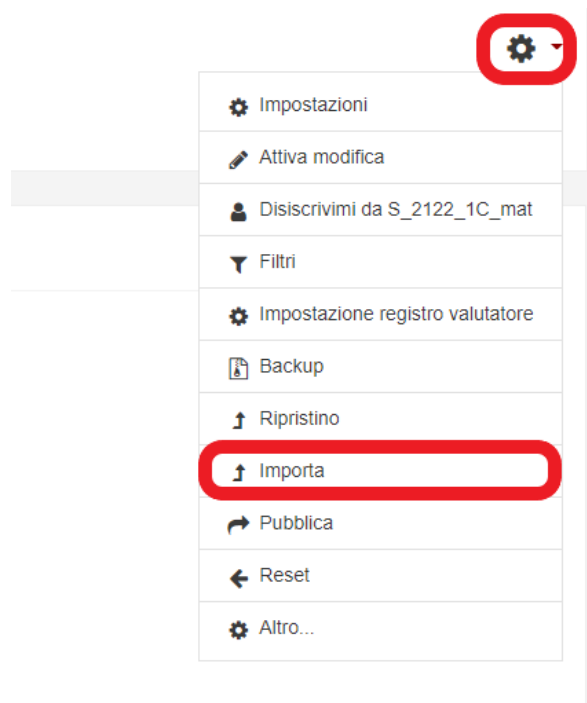 Impostazioni
Attiva modifica
Disiscrivimi da S_2122_1C_mat
Filtri
Impostazione registro valutatore
Backup
Ripristino
Importa
Pubblica
Reset
Altro...